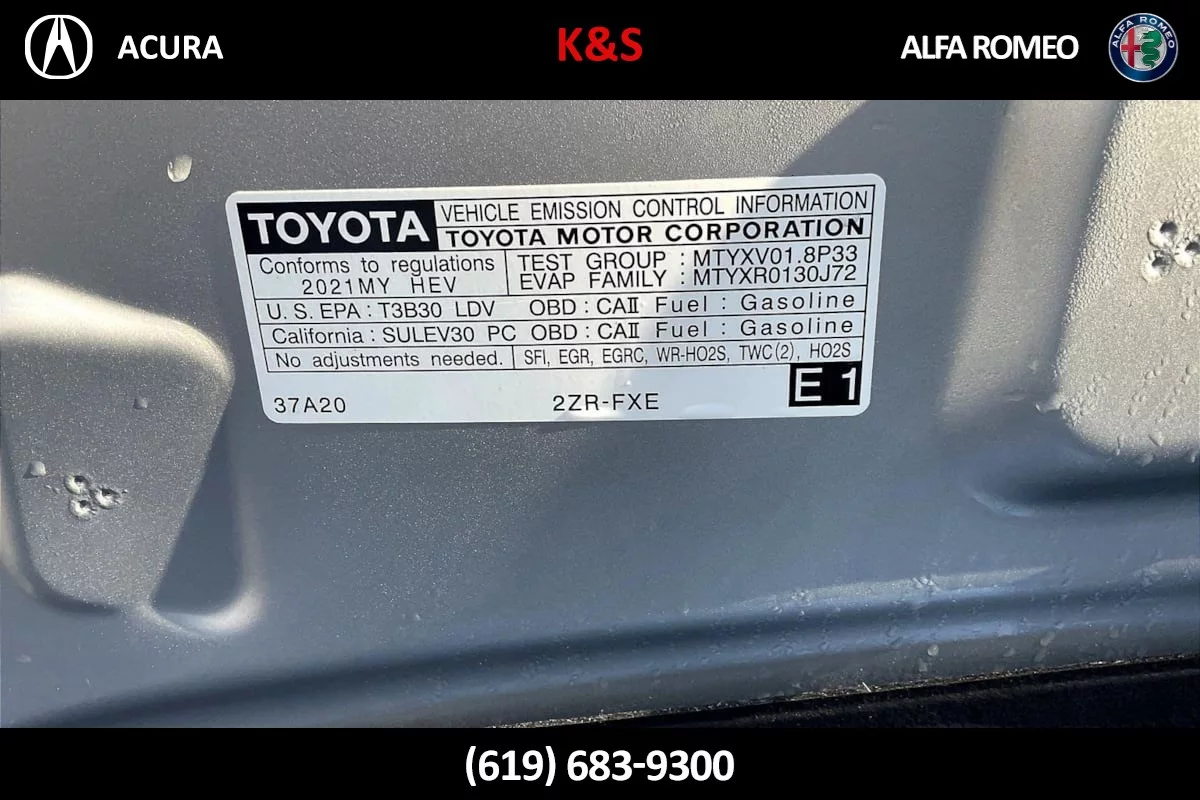 ACURA
K&S
ALFA ROMEO
ALFA ROMEO
TOYOTA
VEHICLE EMISSION CONTROL INFORMATION
TOYOTA MOTOR CORPORATION
Conforms to regulations
2021MY HEV
TEST GROUP : MTYXV01.8P33
EVAP FAMILY : MTYXR0130J72
U.S. EPA : T3B30 LDV OBD : CAII Fuel : Gasoline
California : SULEV30 PC OBD : CAII Fuel : Gasoline
No adjustments needed. SFI, EGR, EGRC, WR-HO2S, TWC(2), HO2S
37A20
2ZR-FXE
E 1
(619) 683-9300